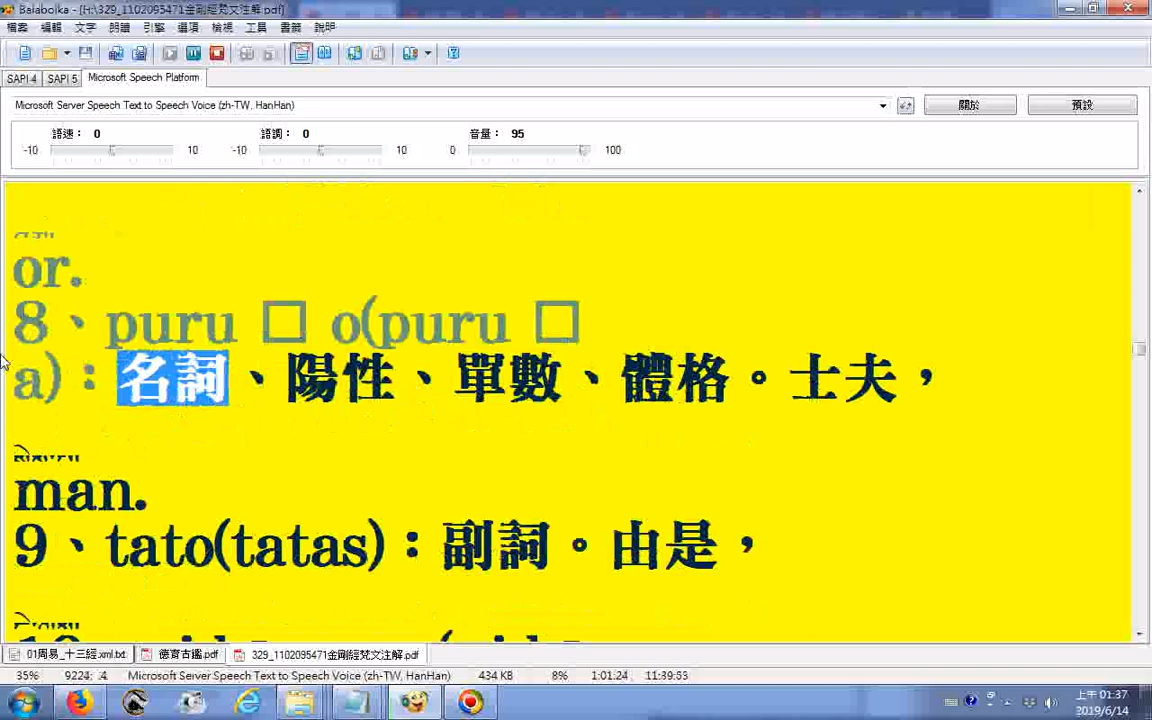 Balabolka - [H:\329_1102095471金剛經梵文注解.pdf]
檔案 編輯 文字 朗讀 引擎 選項 檢視 工具 書籤 說明
SAPI 4 SAPI 5 Microsoft Speech Platform
Microsoft Server Speech Text to Speech Voice (zh-TW, HanHan) 關於 預設
語速： 0 語調： 0 音量： 95
-10 10 -10 10 0 100
or.
8、puru □ o(puru □
a)：名詞、陽性、單數、體格。士夫，
man.
9、tato(tatas)：副詞。由是，
01周易_十三經.xml.txt 德育古鑑.pdf 329_1102095471金剛經梵文注解.pdf
35% 9224: 4 Microsoft Server Speech Text to Speech Voice (zh-TW, HanHan) 434 KB 8% 1:01:24 11:39:53
上午 01:37
2019/6/14